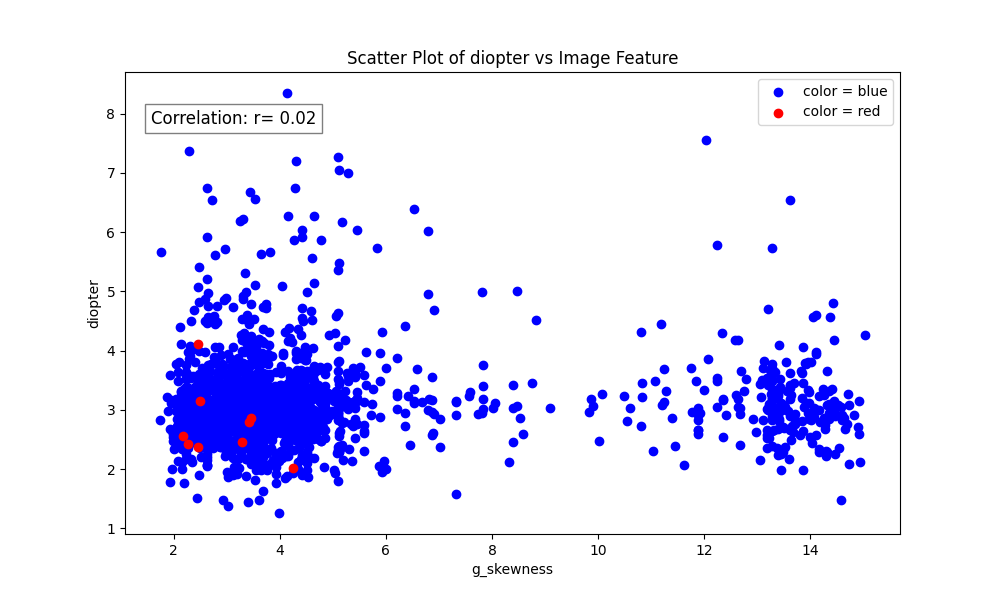 Scatter Plot of diopter vs Image Feature
Correlation: r= 0.02
color = blue
color = red
diopter
8
7
6
5
4
3
2
1
2
4
6
8
10
12
14
g_skewness